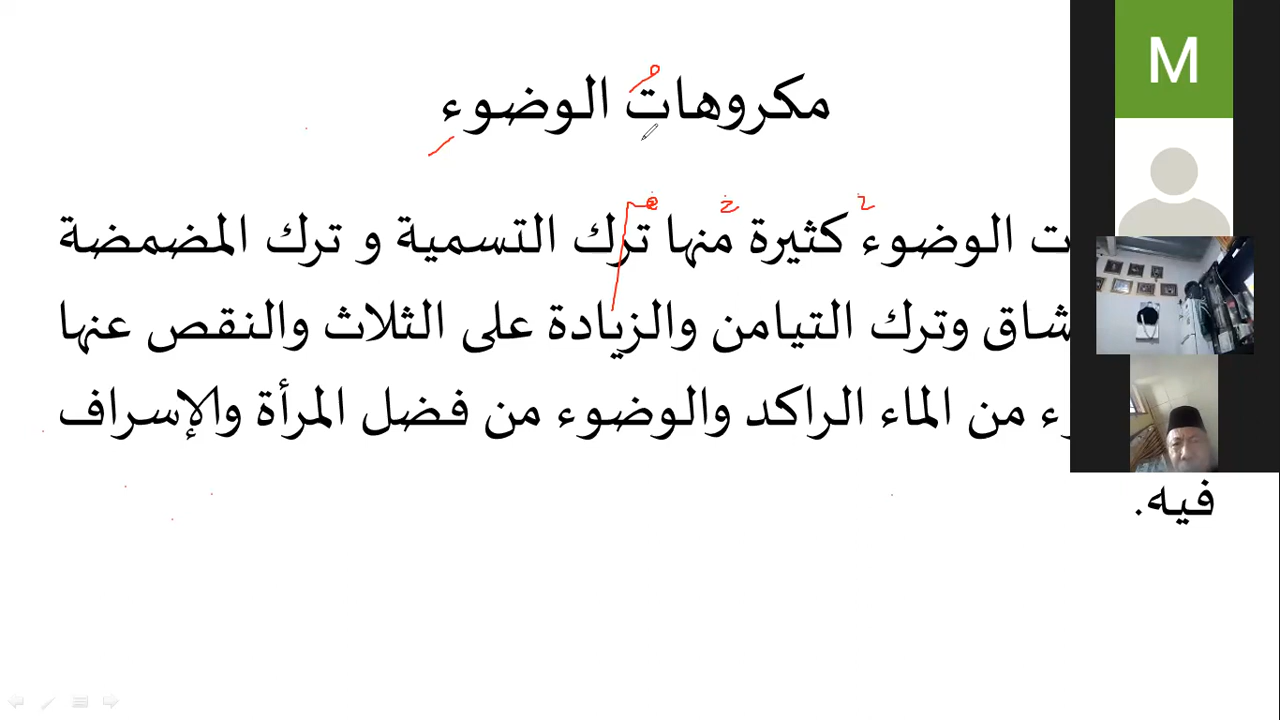 مكروهاتُ الوضوء
الوضوء كثيرة منها ترك التسمية و ترك المضمضة
وترك التيامن والزيادة على الثلاث والنقص عنها
من الماء الراكد والوضوء من فضل المرأة والإسراف
فيه.
M